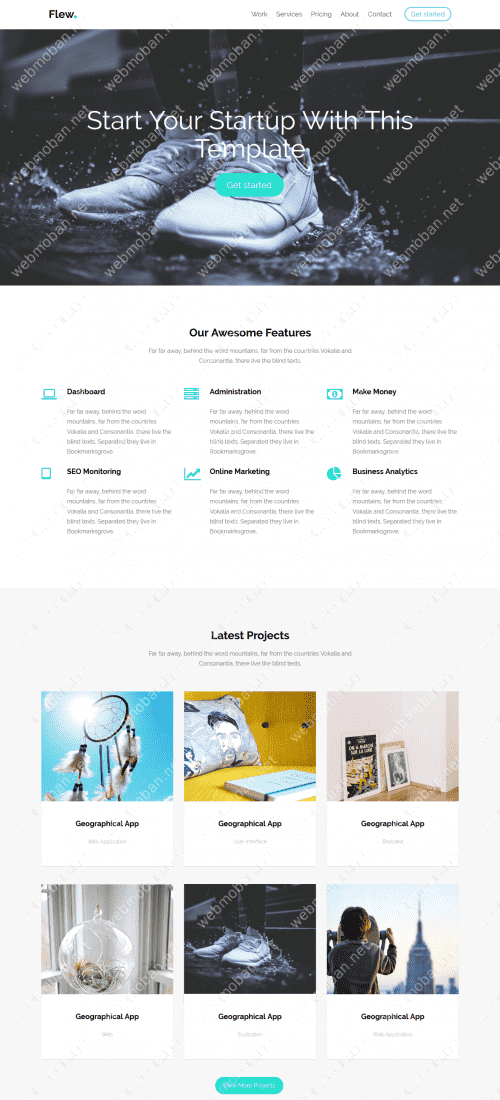 Flew.
Work Services Pricing About Contact Get started
Start Your Startup With This
Template
Get started
Our Awesome Features
Far far away, behind the word mountains, far from the countries Vokalia and
Consonantia, there live the blind texts.
Dashboard
Far far away, behind the word
mountains, far from the countries
Vokalia and Consonantia, there live the
blind texts. Separated they live in
Bookmarksgrove.
Administration
Far far away, behind the word
mountains, far from the countries
Vokalia and Consonantia, there live the
blind texts. Separated they live in
Bookmarksgrove.
Make Money
Far far away, behind the word
mountains, far from the countries
Vokalia and Consonantia, there live the
blind texts. Separated they live in
Bookmarksgrove.
SEO Monitoring
Far far away, behind the word
mountains, far from the countries
Vokalia and Consonantia, there live the
blind texts. Separated they live in
Bookmarksgrove.
Online Marketing
Far far away, behind the word
mountains, far from the countries
Vokalia and Consonantia, there live the
blind texts. Separated they live in
Bookmarksgrove.
Business Analytics
Far far away, behind the word
mountains, far from the countries
Vokalia and Consonantia, there live the
blind texts. Separated they live in
Bookmarksgrove.
Latest Projects
Far far away, behind the word mountains, far from the countries Vokalia and
Consonantia, there live the blind texts.
ON A MARCHÉ
SUR LA LUNE
Geographical App
Web Application
Geographical App
User Interface
Geographical App
Branded
Geographical App
Web
Geographical App
Illustration
Geographical App
Web Application
View More Projects
webmoban.net